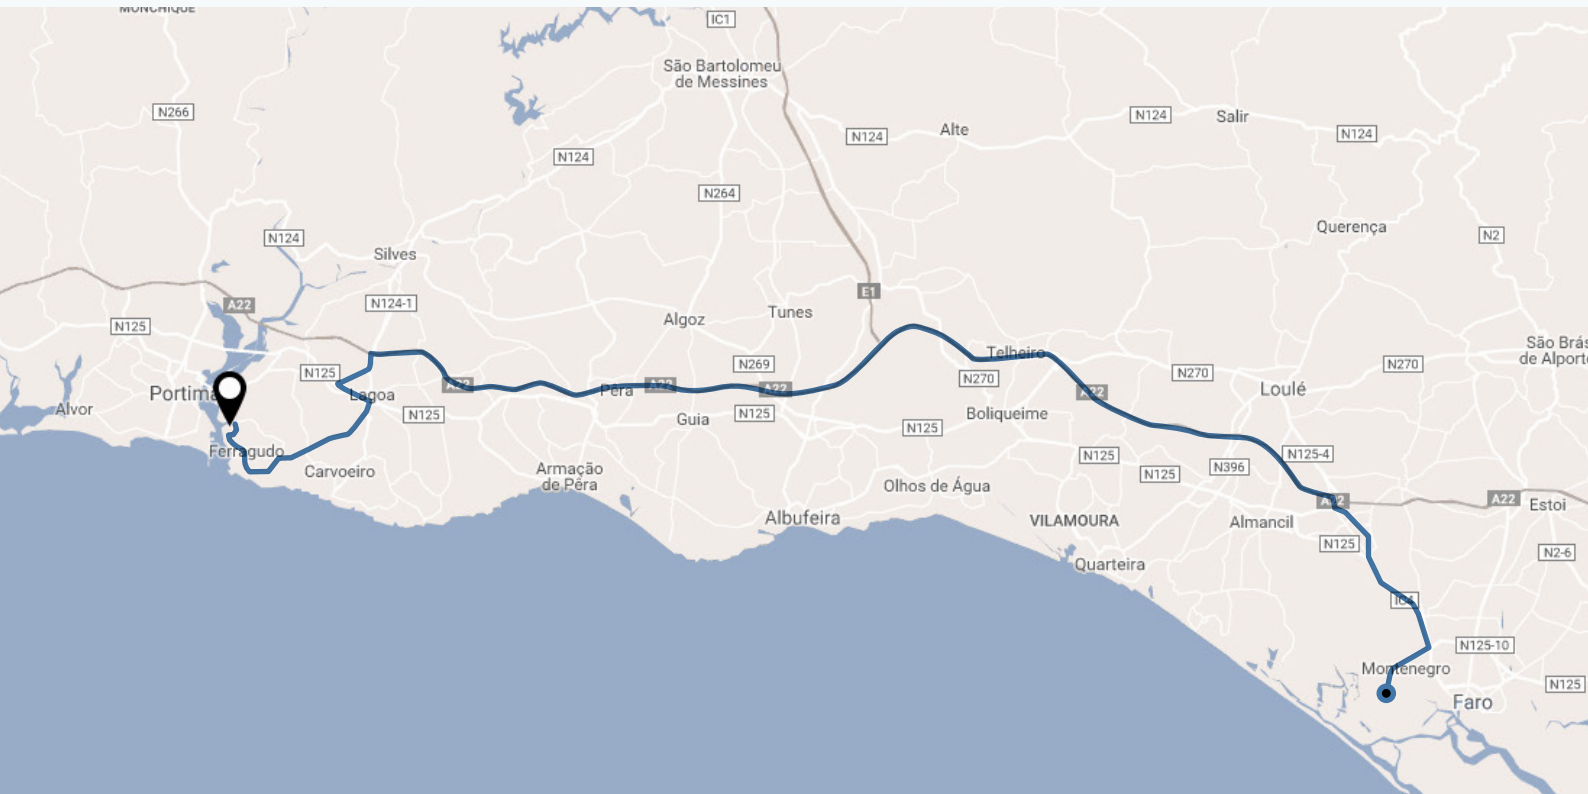 MONCHIQUE
IC1
São Bartolomeu
de Messines
N266
N124
Alte
N124
Salir
N124
N124
N264
Querença
N2
N124
Silves
E1
A22
N124-1
N125
Algoz
Tunes
São Brás
de Alporte
Telheiro
N125
N269
N270
N270
N270
Portima
Lagoa
A22
Pêra
A22
A22
A22
Loulé
Alvor
N125
Guia
N125
Boliqueime
N125
Ferragudo
Carvoeiro
Armação
de Pêra
Olhos de Água
N125
N125
N396
N125-4
A22
A22
Estoi
Albufeira
VILAMOURA
Almancil
N125
N2-6
Quarteira
IC4
N125-10
Montenegro
N125
Faro